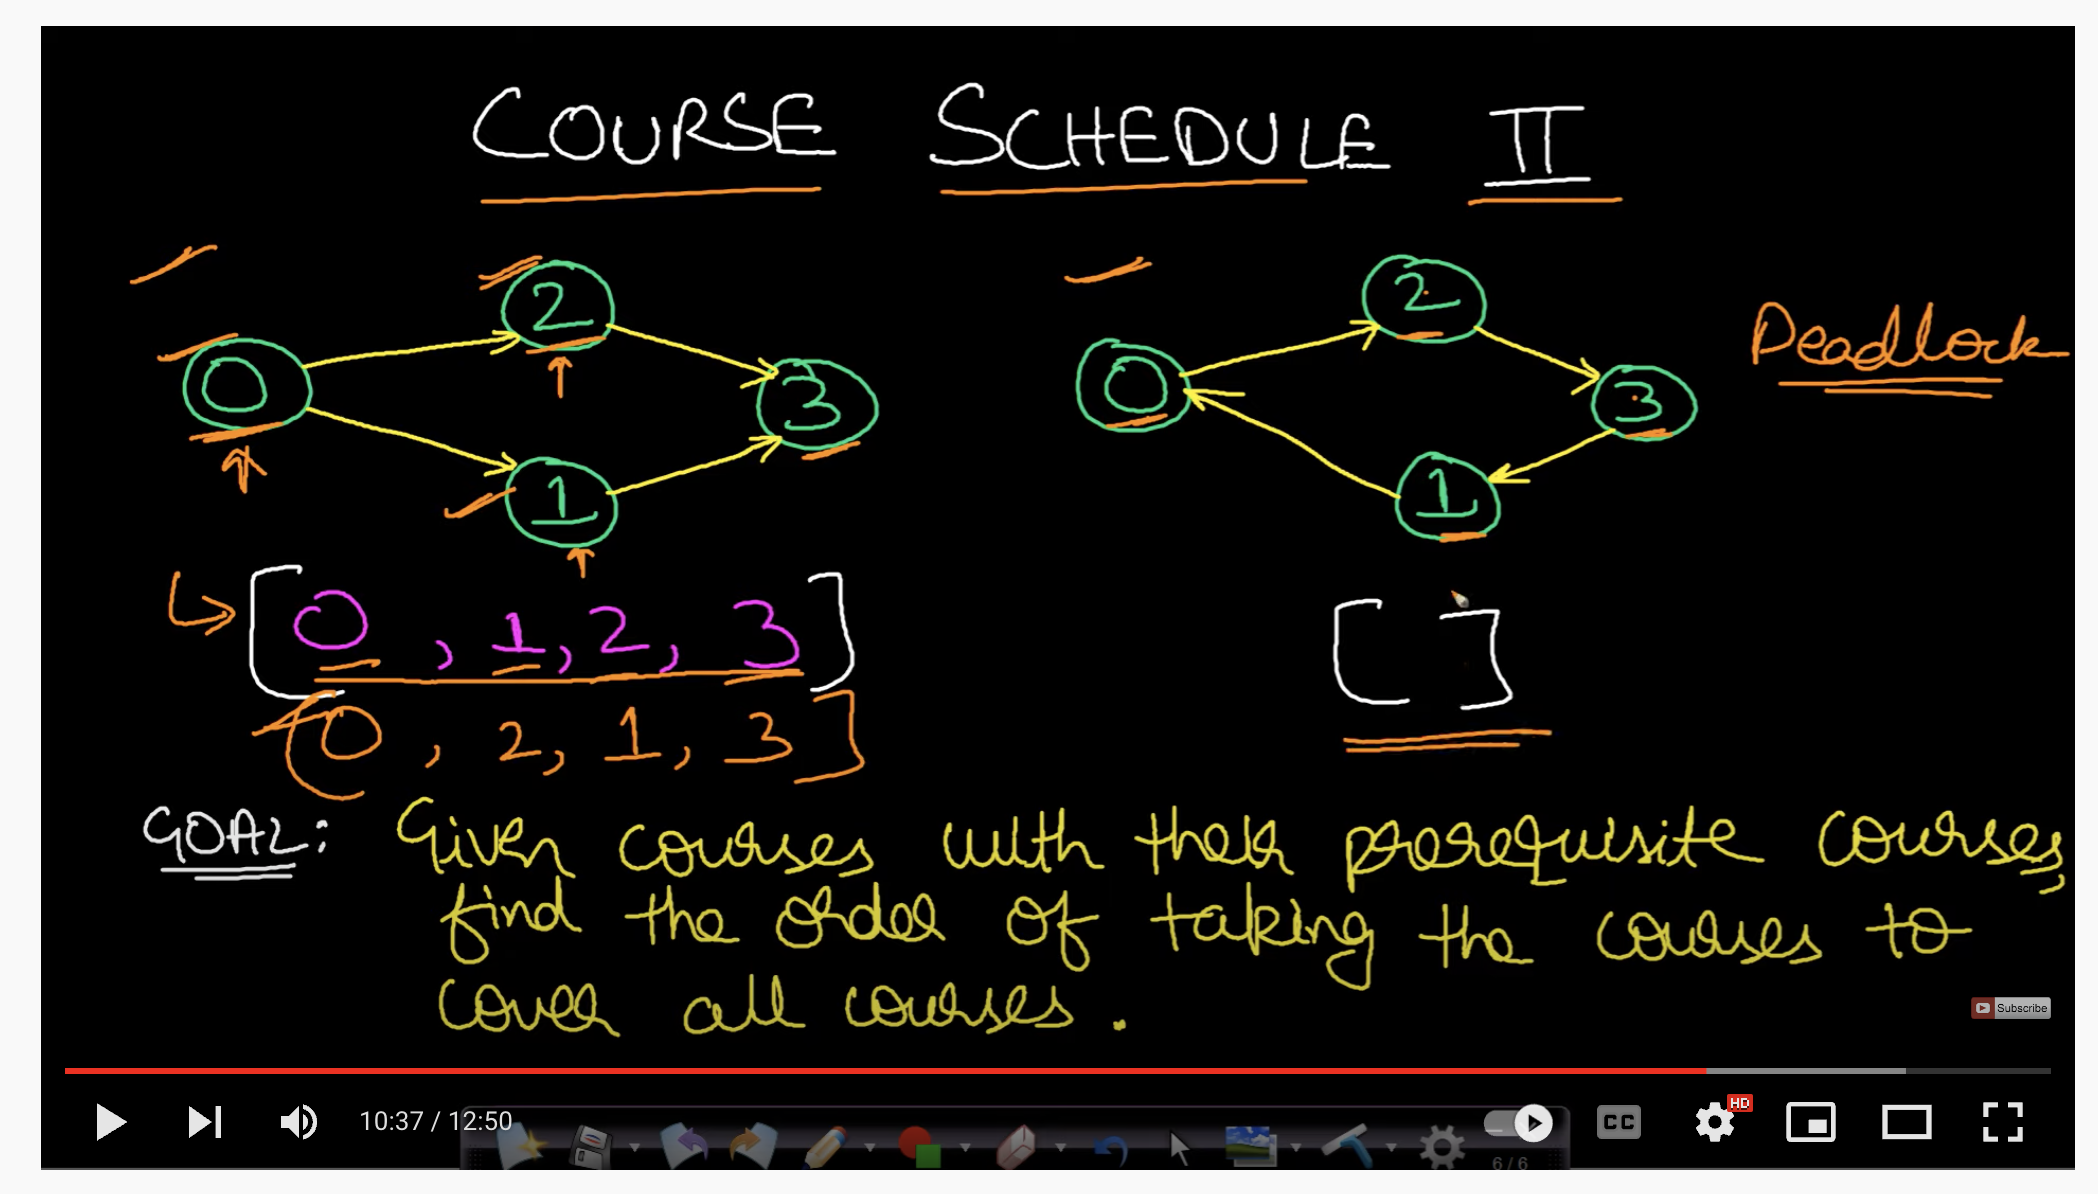 COURSE SCHEDULE II
2
2
0
3
0
3
Deadlock
1
1
[0, 1, 2, 3]
[ ]
[0, 2, 1, 3]
GOAL: Given courses with their prerequisite courses,
find the order of taking the courses to
cover all courses.
Subscribe
10:37 / 12:50
CC
HD
6/6